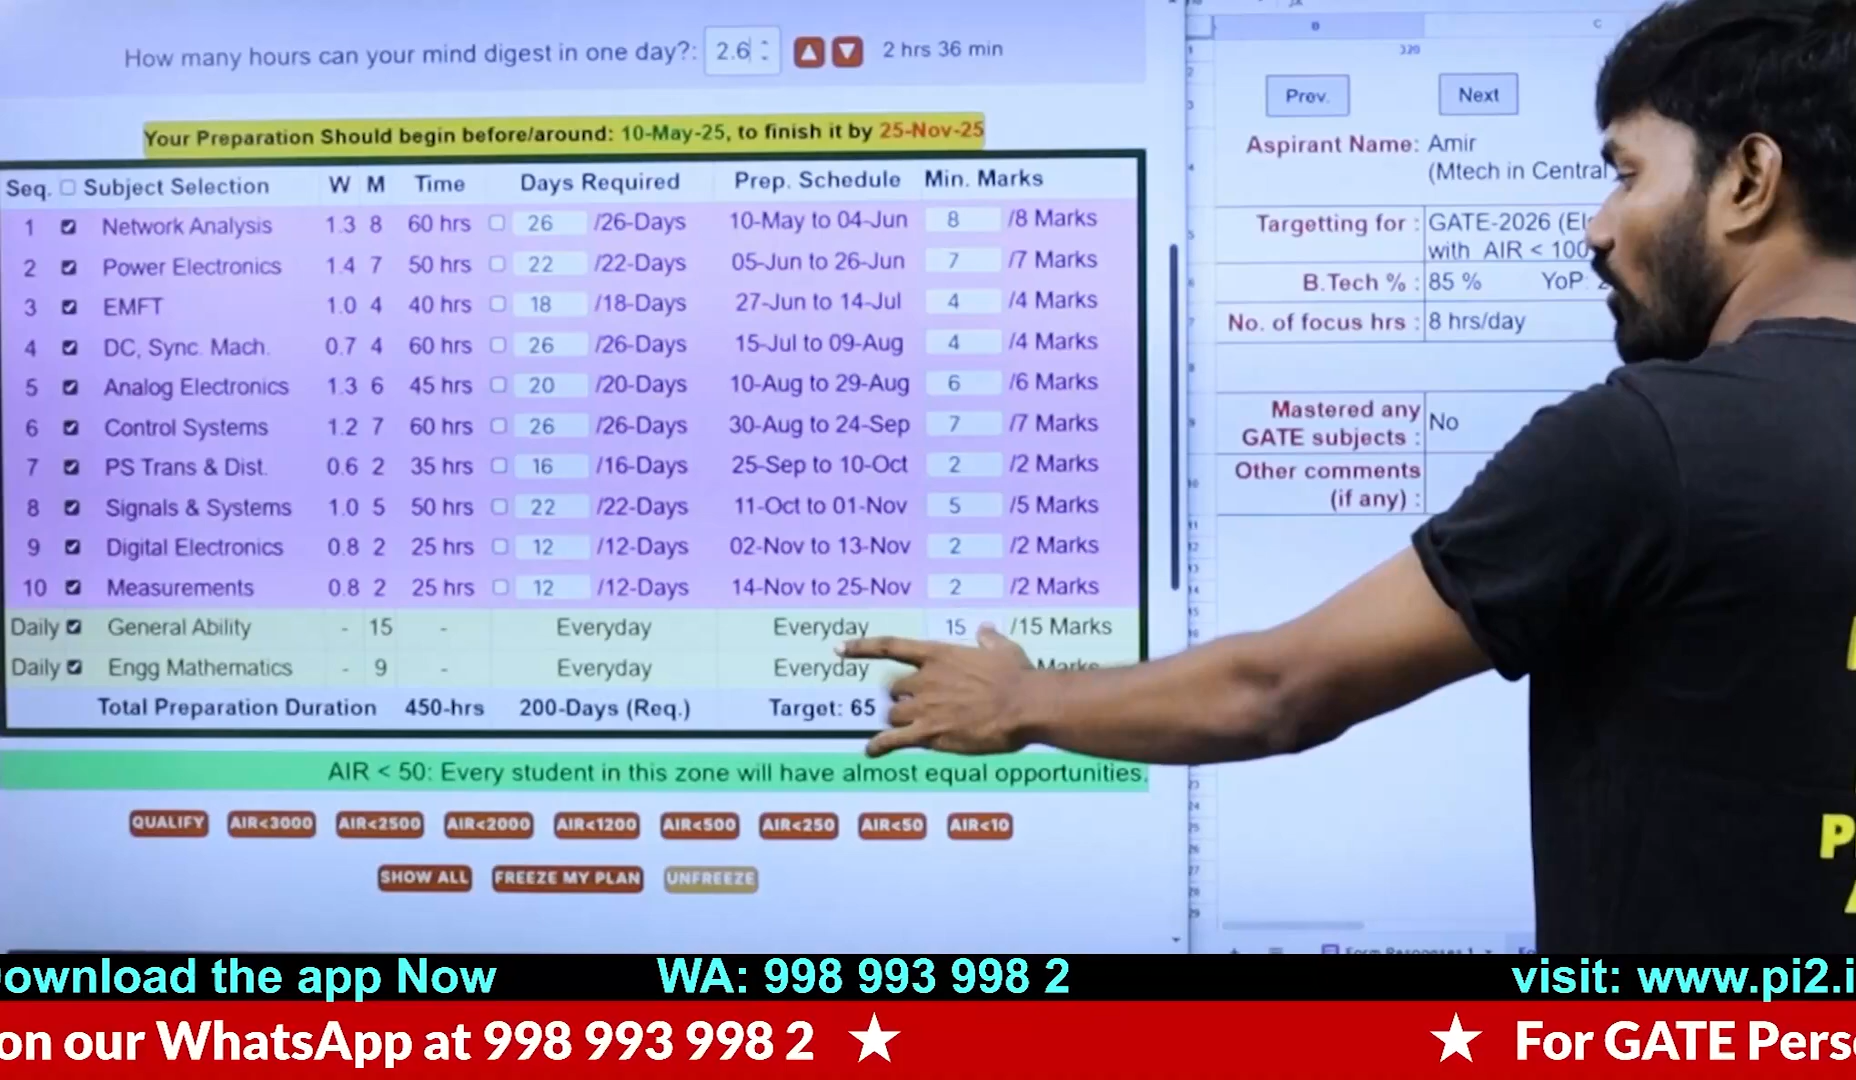 How many hours can your mind digest in one day?: 2.6 ▲ ▼ 2 hrs 36 min
Your Preparation Should begin before/around: 10-May-25, to finish it by 25-Nov-25
Seq. Subject Selection W M Time Days Required Prep. Schedule Min. Marks
1 Network Analysis 1.3 8 60 hrs 26 /26-Days 10-May to 04-Jun 8 /8 Marks
2 Power Electronics 1.4 7 50 hrs 22 /22-Days 05-Jun to 26-Jun 7 /7 Marks
3 EMFT 1.0 4 40 hrs 18 /18-Days 27-Jun to 14-Jul 4 /4 Marks
4 DC, Sync. Mach. 0.7 4 60 hrs 26 /26-Days 15-Jul to 09-Aug 4 /4 Marks
5 Analog Electronics 1.3 6 45 hrs 20 /20-Days 10-Aug to 29-Aug 6 /6 Marks
6 Control Systems 1.2 7 60 hrs 26 /26-Days 30-Aug to 24-Sep 7 /7 Marks
7 PS Trans & Dist. 0.6 2 35 hrs 16 /16-Days 25-Sep to 10-Oct 2 /2 Marks
8 Signals & Systems 1.0 5 50 hrs 22 /22-Days 11-Oct to 01-Nov 5 /5 Marks
9 Digital Electronics 0.8 2 25 hrs 12 /12-Days 02-Nov to 13-Nov 2 /2 Marks
10 Measurements 0.8 2 25 hrs 12 /12-Days 14-Nov to 25-Nov 2 /2 Marks
Daily General Ability - 15 - Everyday Everyday 15 /15 Marks
Daily Engg Mathematics - 9 - Everyday Everyday Marks
Total Preparation Duration 450-hrs 200-Days (Req.) Target: 65
AIR < 50: Every student in this zone will have almost equal opportunities.
QUALIFY AIR<3000 AIR<2500 AIR<2000 AIR<1200 AIR<500 AIR<250 AIR<50 AIR<10
SHOW ALL FREEZE MY PLAN UNFREEZE
B C
320
Prev. Next
Aspirant Name: Amir
(Mtech in Central
Targetting for : GATE-2026 (El
with AIR < 100
B.Tech % : 85 % YoP:
No. of focus hrs : 8 hrs/day
Mastered any
GATE subjects : No
Other comments
(if any) :
Form Responses 1
P
ownload the app Now WA: 998 993 998 2 visit: www.pi2.i
on our WhatsApp at 998 993 998 2 ★ ★ For GATE Pers